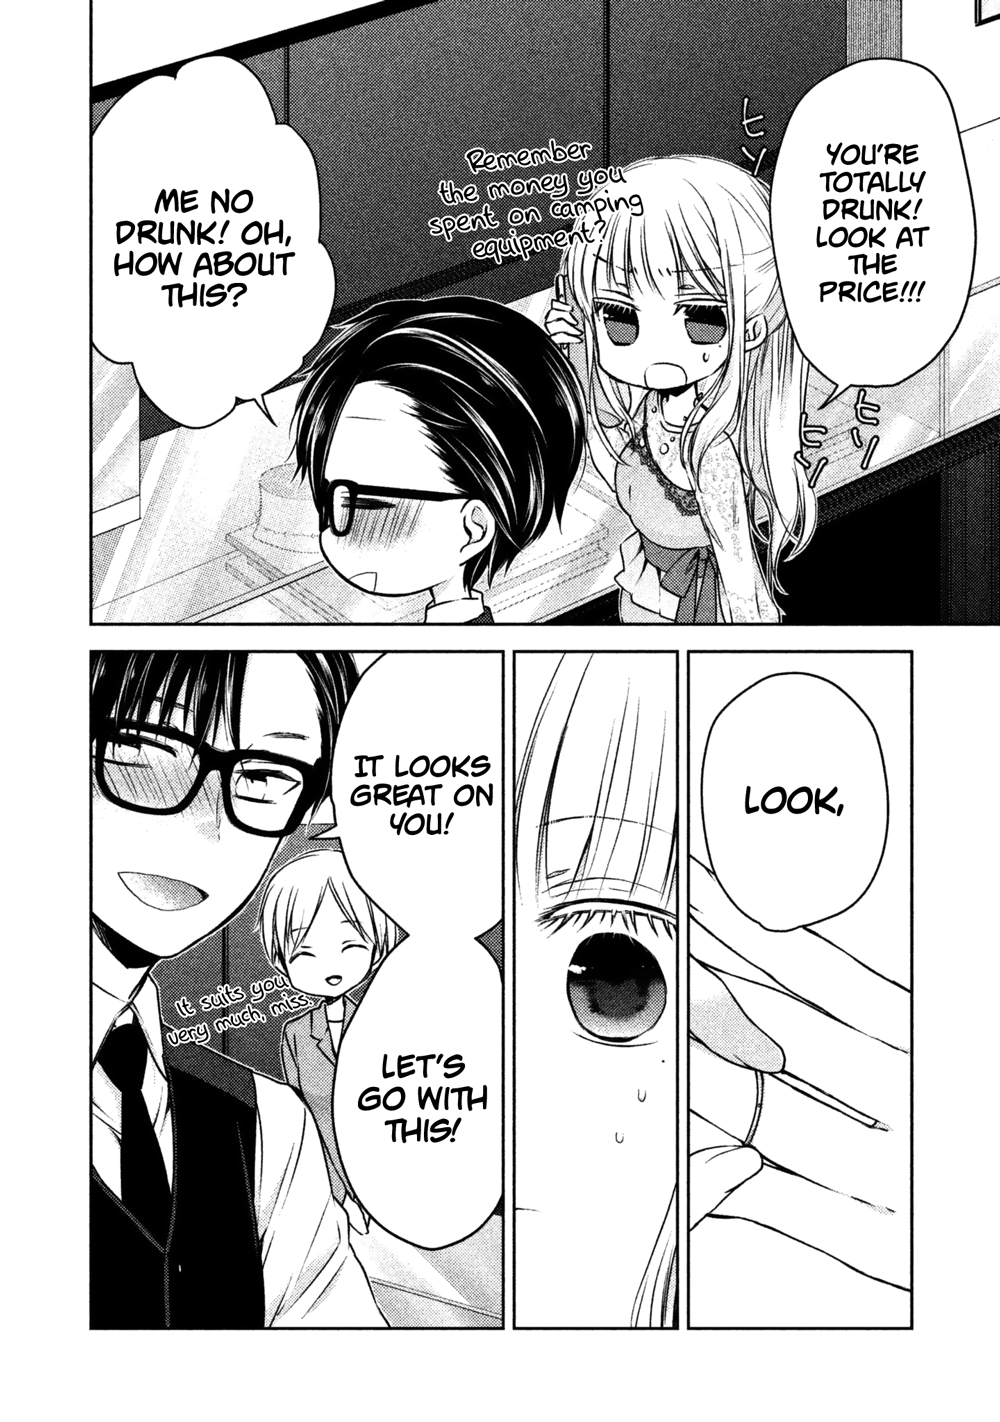 YOU'RE
TOTALLY
DRUNK!
LOOK AT
THE
PRICE!!!
ヒソ
ヒソ
ヒソ
Remember
the money you
spent on camping
equipment?
ME NO
DRUNK! OH,
HOW ABOUT
THIS?
LOOK,
IT LOOKS
GREAT ON
YOU!
It suits you
very much, miss.
LET'S
GO WITH
THIS!